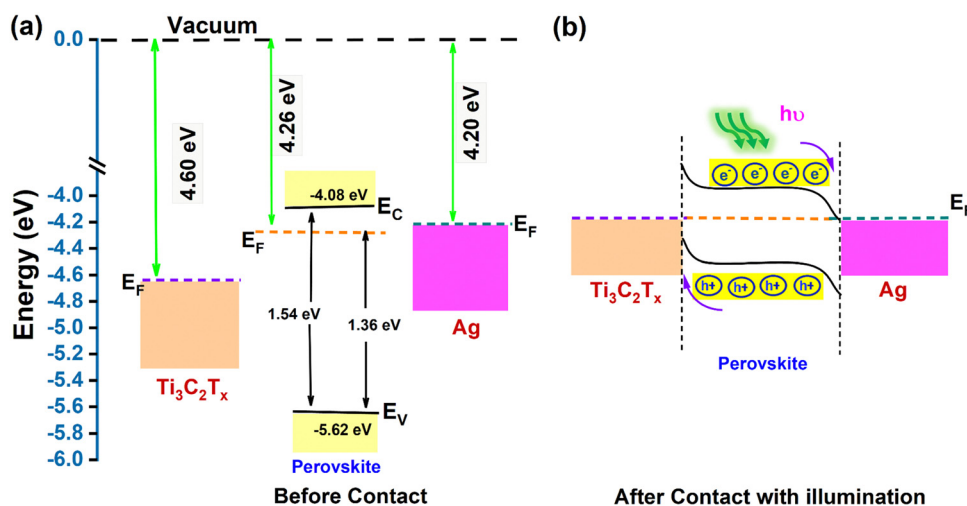 (a)
Vacuum
(b)
0.0
4.60 eV
4.26 eV
4.20 eV
hυ
e⁻ e⁻ e⁻ e⁻
Energy (eV)
-4.0
-4.2
-4.4
-4.6
-4.8
-5.0
-5.2
-5.4
-5.6
-5.8
-6.0
-4.08 eV
E_C
E_F
E_F
E_F
1.54 eV
1.36 eV
Ti₃C₂Tₓ
Ag
E_V
-5.62 eV
Perovskite
Before Contact
Ti₃C₂Tₓ
h+ h+ h+ h+
Ag
Perovskite
After Contact with illumination